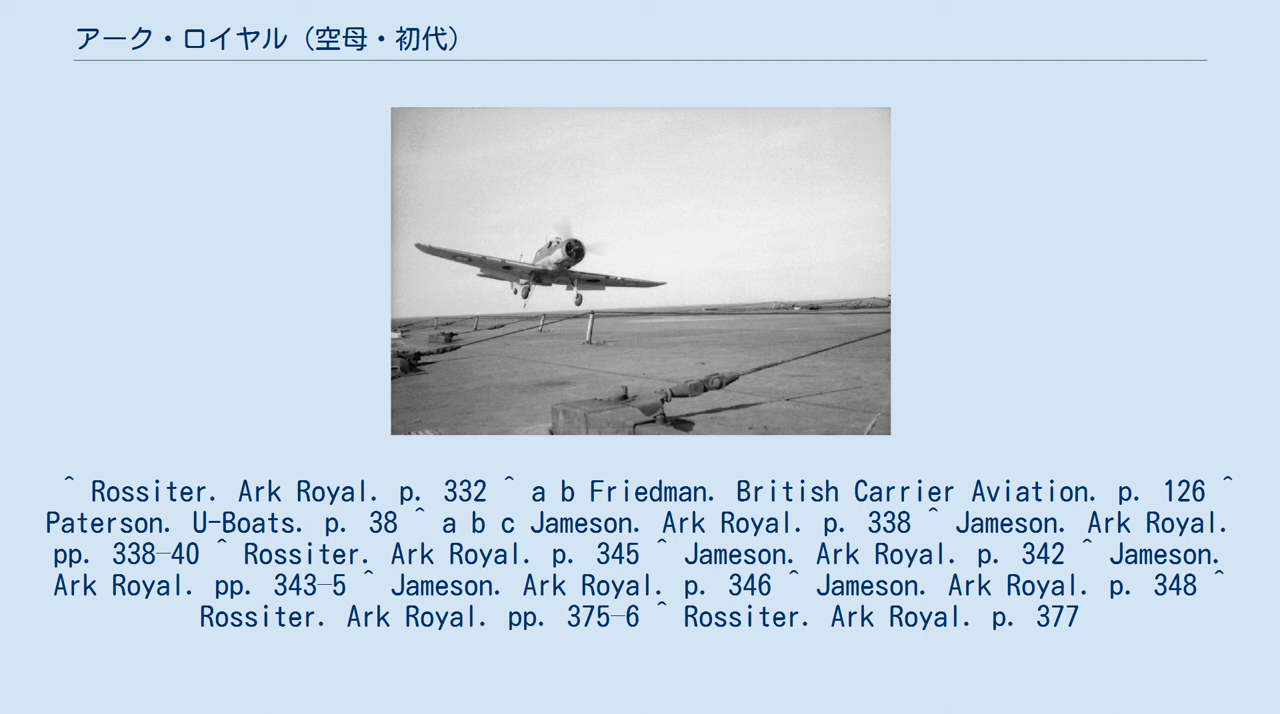 アーク・ロイヤル（空母・初代）
^ Rossiter. Ark Royal. p. 332 ^ a b Friedman. British Carrier Aviation. p. 126 ^
Paterson. U-Boats. p. 38 ^ a b c Jameson. Ark Royal. p. 338 ^ Jameson. Ark Royal.
pp. 338–40 ^ Rossiter. Ark Royal. p. 345 ^ Jameson. Ark Royal. p. 342 ^ Jameson.
Ark Royal. pp. 343–5 ^ Jameson. Ark Royal. p. 346 ^ Jameson. Ark Royal. p. 348 ^
Rossiter. Ark Royal. pp. 375–6 ^ Rossiter. Ark Royal. p. 377